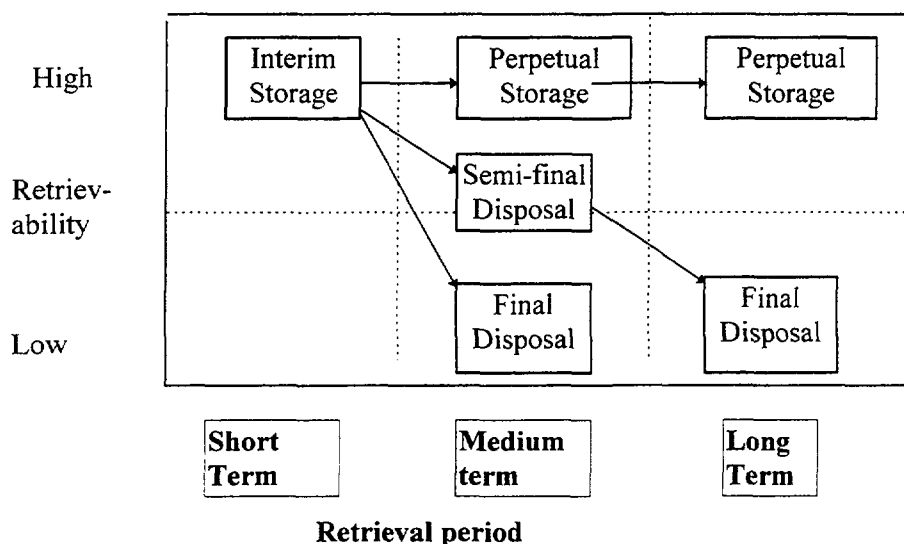 High
Interim
Storage
Perpetual
Storage
Perpetual
Storage
Retriev-
ability
Semi-final
Disposal
Low
Final
Disposal
Final
Disposal
Short
Term
Medium
term
Long
Term
Retrieval period